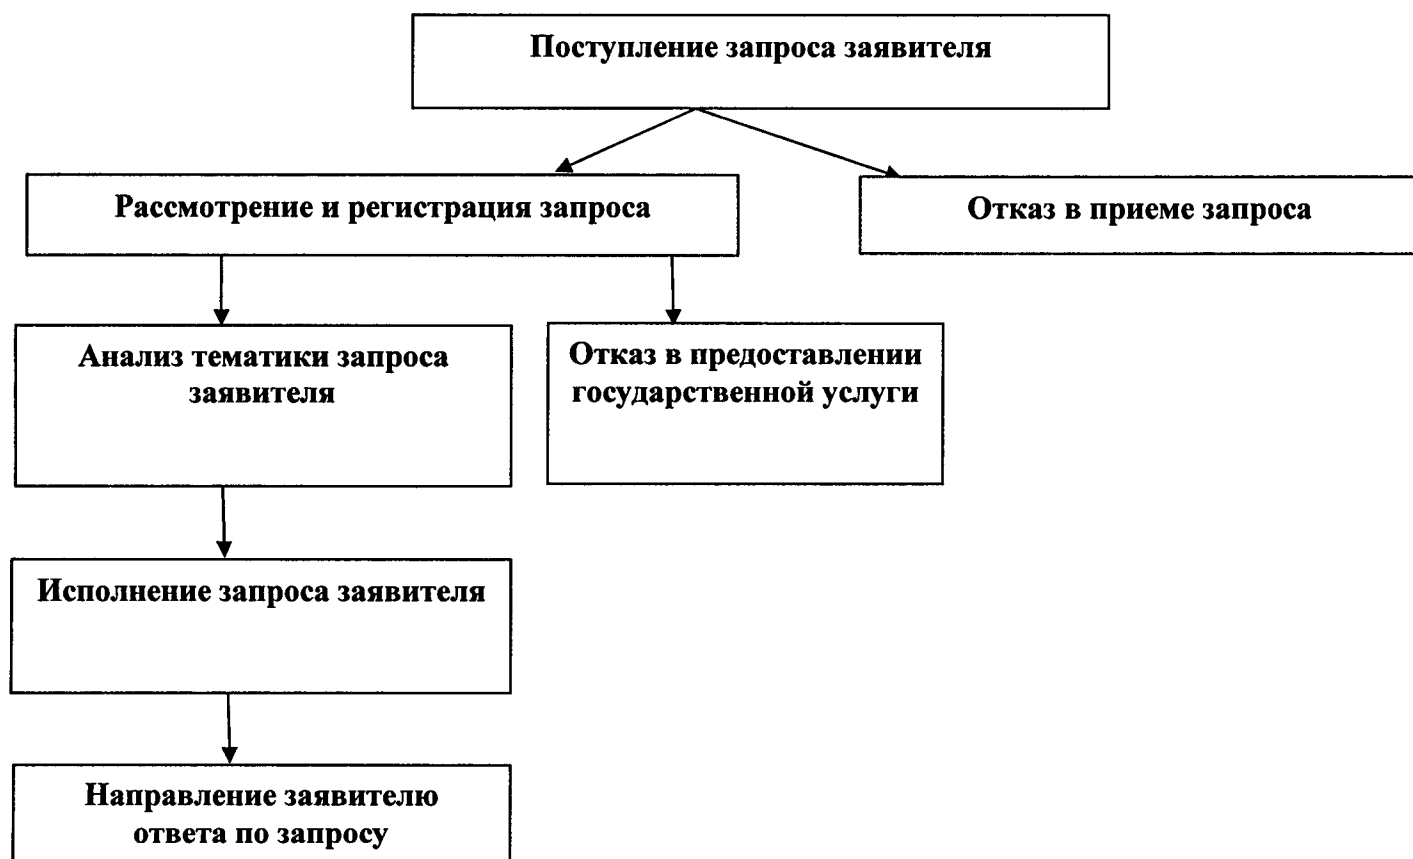 Поступление запроса заявителя
Рассмотрение и регистрация запроса
Отказ в приеме запроса
Анализ тематики запроса
заявителя
Отказ в предоставлении
государственной услуги
Исполнение запроса заявителя
Направление заявителю
ответа по запросу